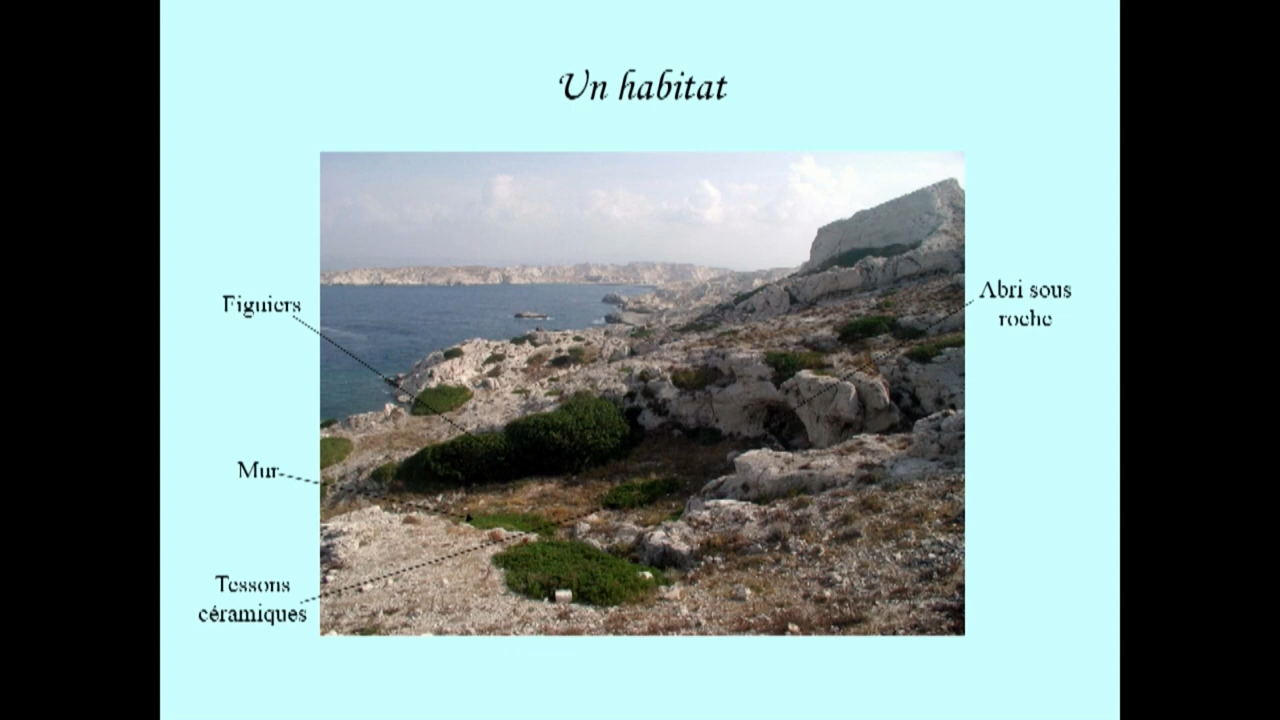 Un habitat
Figuiers
Abri sous
roche
Mur
Tessons
céramiques